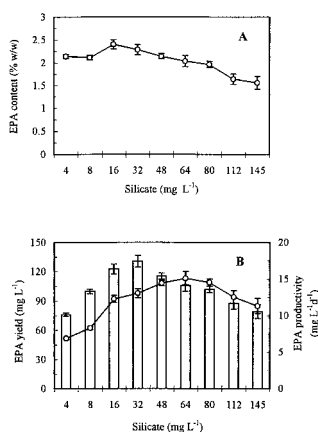 A
EPA content (% w/w)
3
2.5
2
1.5
1
0.5
0
4 8 16 32 48 64 80 112 145
Silicate (mg L-1)
B
EPA yield (mg L-1)
150
120
90
60
30
0
EPA productivity
(mg L-1d-1)
20
15
10
5
0
4 8 16 32 48 64 80 112 145
Silicate (mg L-1)